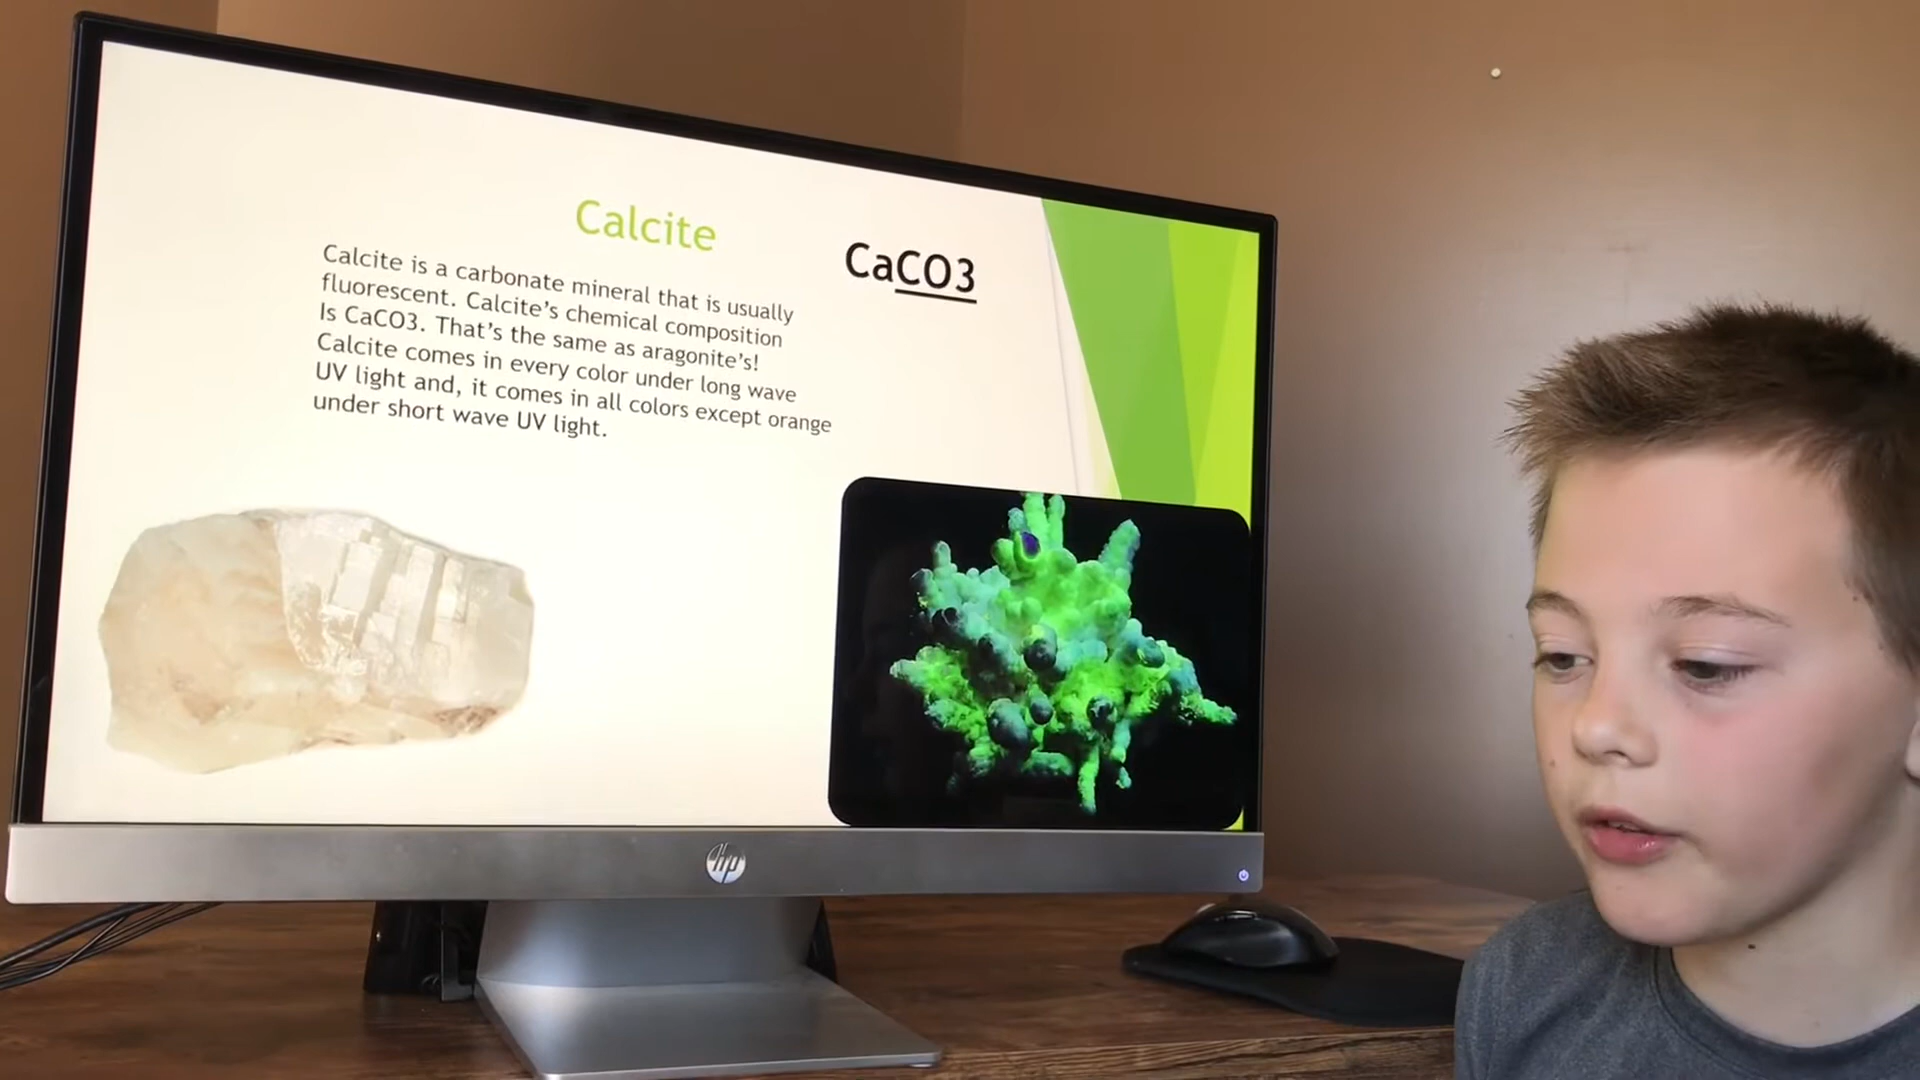 Calcite
CaCO3
Calcite is a carbonate mineral that is usually
fluorescent. Calcite’s chemical composition
Is CaCO3. That’s the same as aragonite’s!
Calcite comes in every color under long wave
UV light and, it comes in all colors except orange
under short wave UV light.
hp